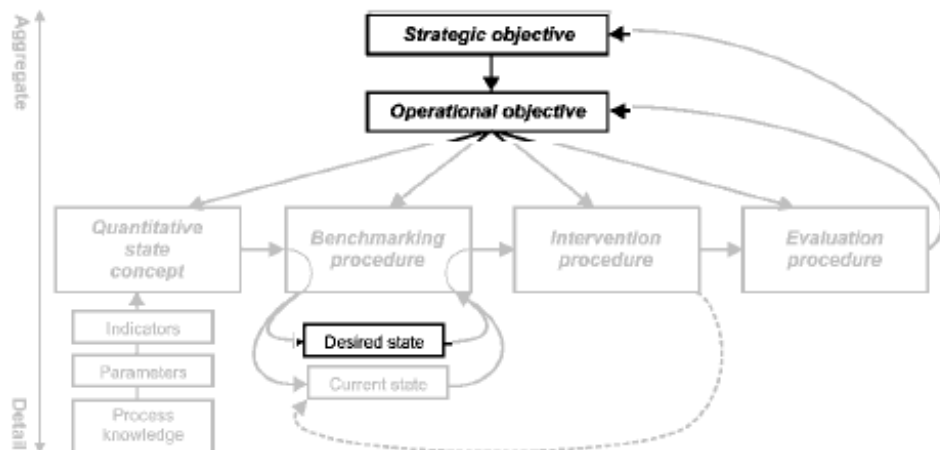 Aggregate
Strategic objective
Operational objective
Quantitative
state
concept
Benchmarking
procedure
Intervention
procedure
Evaluation
procedure
Indicators
Desired state
Parameters
Current state
Process
knowledge
Detail